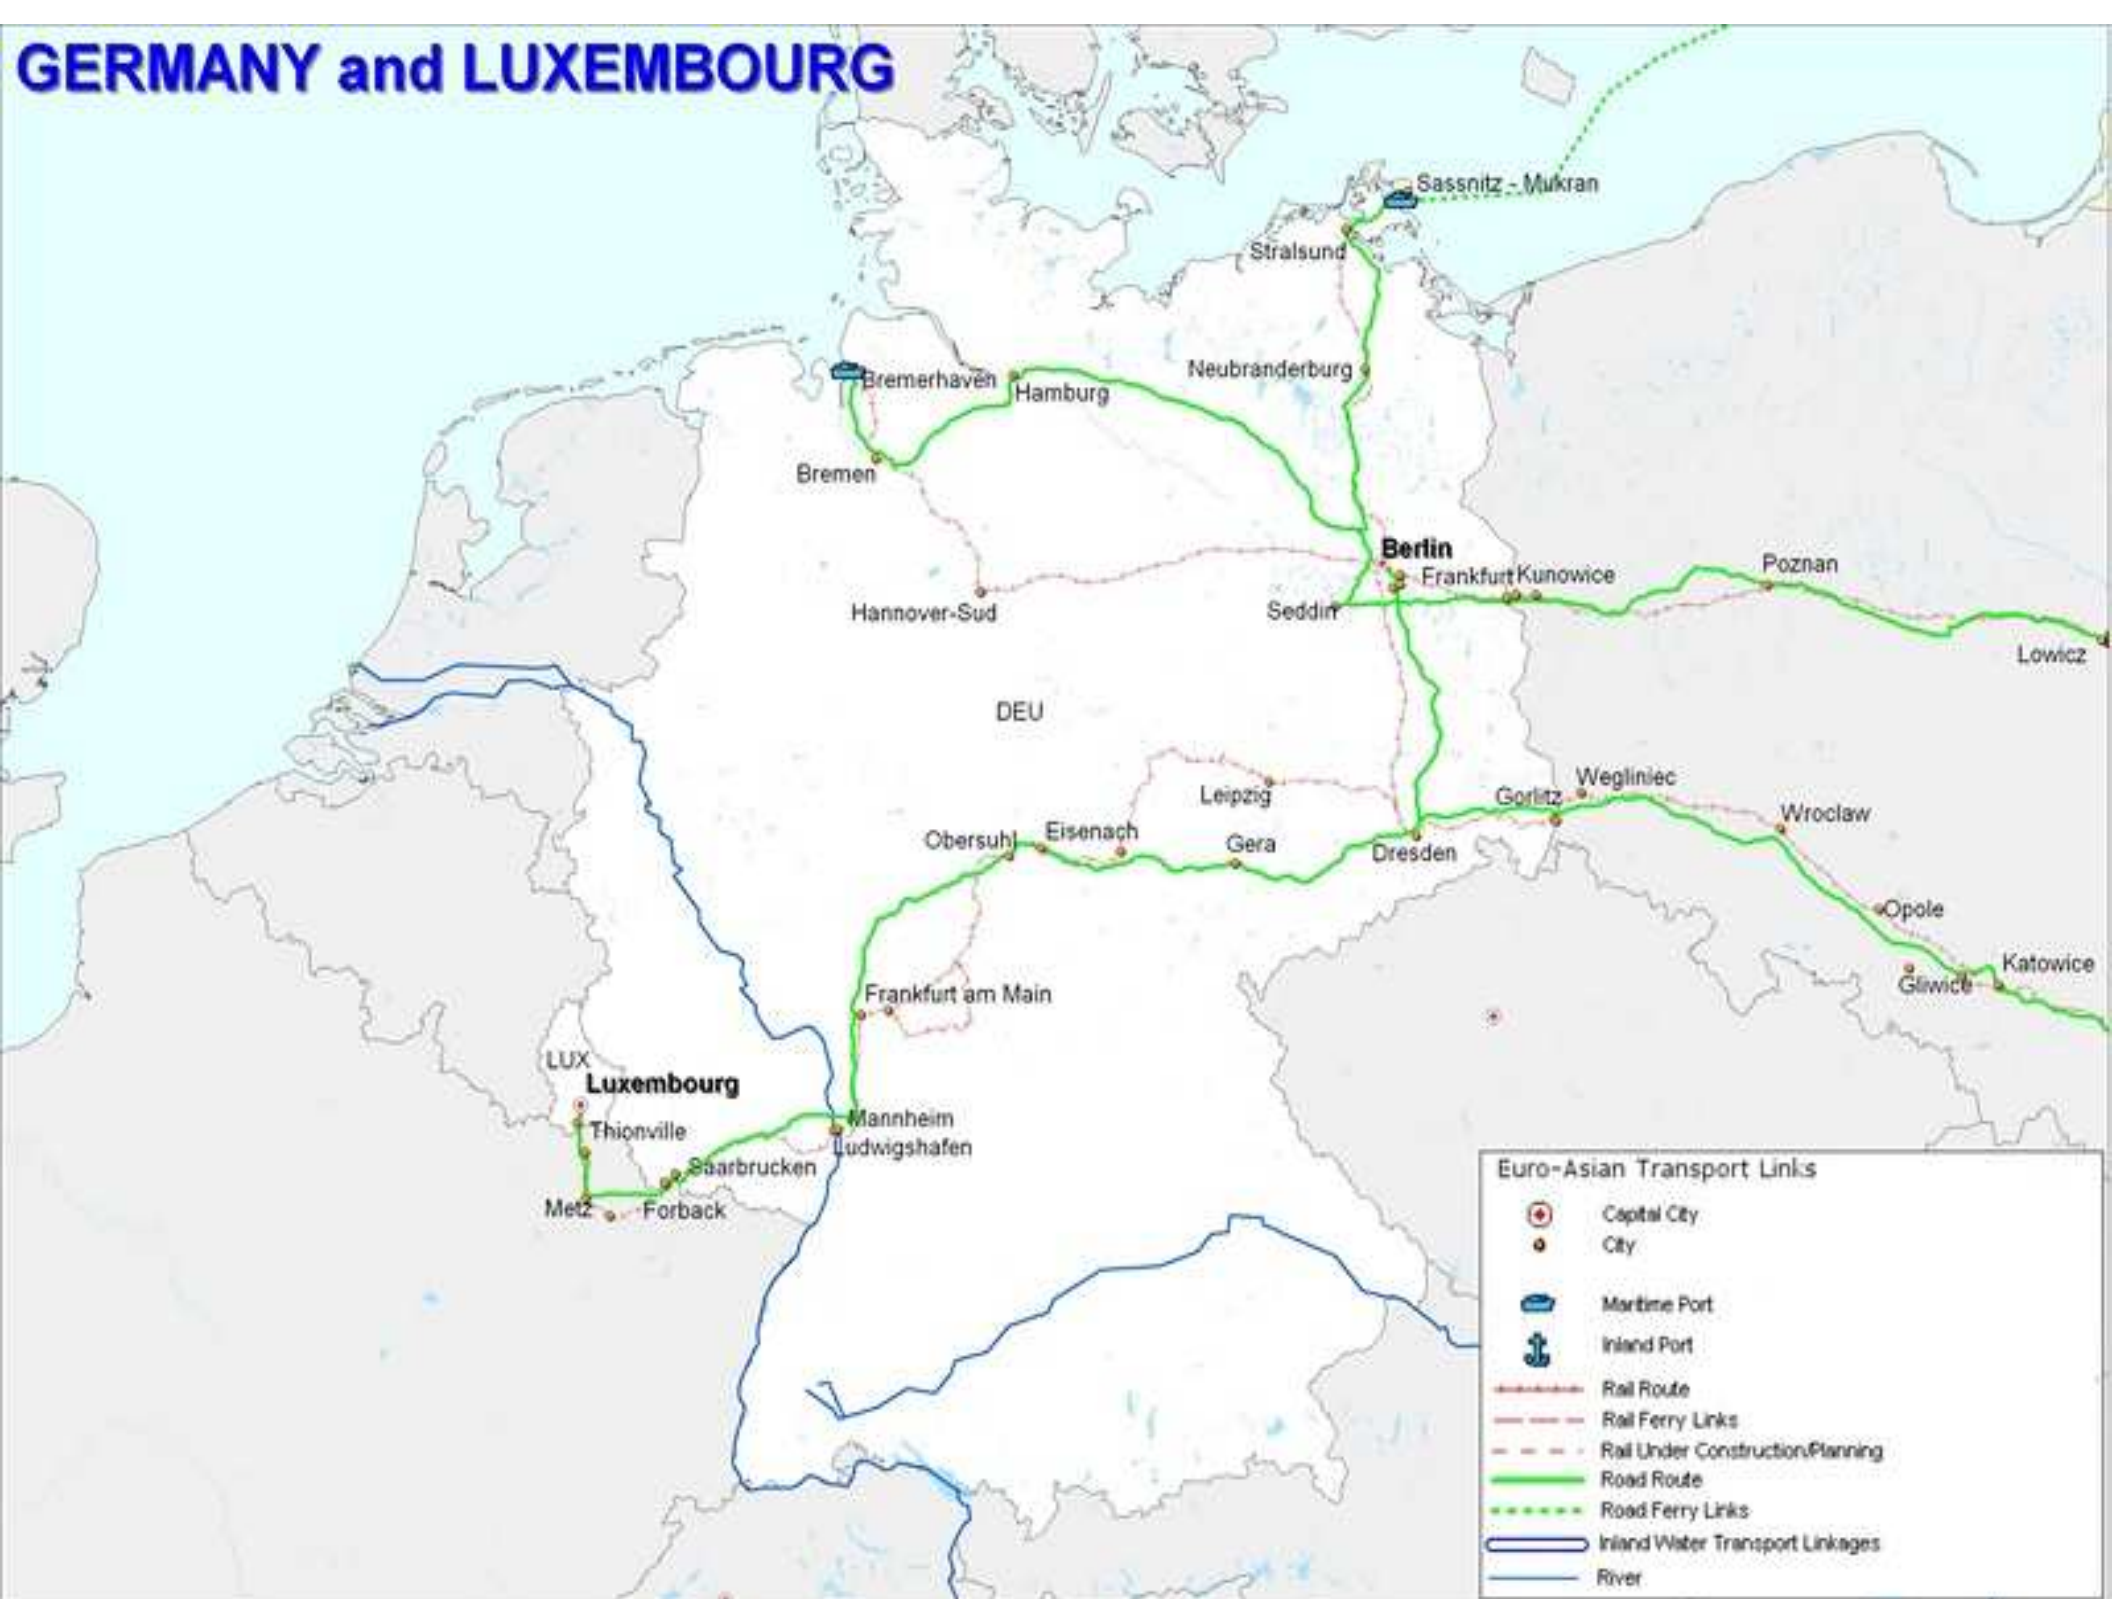 GERMANY and LUXEMBOURG
Sassnitz - Mukran
Stralsund
Neubranderburg
Bremerhaven
Hamburg
Bremen
Berlin
Frankfurt
Kunowice
Poznan
Hannover-Sud
Seddin
Lowicz
DEU
Leipzig
Gorlitz
Wegliniec
Wroclaw
Obersuhl
Eisenach
Gera
Dresden
Opole
Katowice
Gliwice
Frankfurt am Main
LUX
Luxembourg
Thionville
Mannheim
Ludwigshafen
Saarbrucken
Metz
Forback
Euro-Asian Transport Links
Capital City
City
Maritime Port
Inland Port
Rail Route
Rail Ferry Links
Rail Under Construction/Planning
Road Route
Road Ferry Links
Inland Water Transport Linkages
River